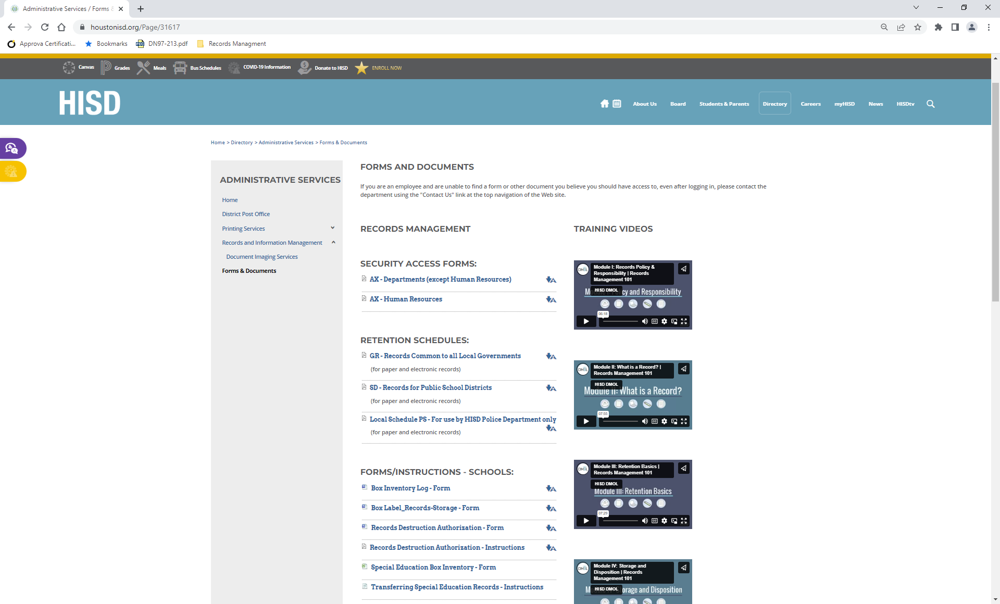 Administrative Services / Forms &
houstonisd.org/Page/31617
Approva Certificati...
Bookmarks
DN97-213.pdf
Records Managment
Canvas
Grades
Meals
Bus Schedules
COVID-19 Information
Donate to HISD
ENROLL NOW
HISD
About Us
Board
Students & Parents
Directory
Careers
myHISD
News
HISDtv
Home > Directory > Administrative Services > Forms & Documents
ADMINISTRATIVE SERVICES
Home
District Post Office
Printing Services
Records and Information Management
Document Imaging Services
Forms & Documents
FORMS AND DOCUMENTS
If you are an employee and are unable to find a form or other document you believe you should have access to, even after logging in, please contact the
department using the "Contact Us" link at the top navigation of the Web site.
RECORDS MANAGEMENT
SECURITY ACCESS FORMS:
AX - Departments (except Human Resources)
AX - Human Resources
RETENTION SCHEDULES:
GR - Records Common to all Local Governments
(for paper and electronic records)
SD - Records for Public School Districts
(for paper and electronic records)
Local Schedule PS - For use by HISD Police Department only
(for paper and electronic records)
FORMS/INSTRUCTIONS - SCHOOLS:
Box Inventory Log - Form
Box Label_Records-Storage - Form
Records Destruction Authorization - Form
Records Destruction Authorization - Instructions
Special Education Box Inventory - Form
Transferring Special Education Records - Instructions
TRAINING VIDEOS
Module I: Records Policy &
Responsibility | Records
Management 101
HISD DMOL
cy and Responsibility
06:18
Module II: What is a Record? |
Records Management 101
HISD DMOL
Module II: What is a Record?
07:55
Module III: Retention Basics |
Records Management 101
HISD DMOL
Module III: Retention Basics
07:29
Module IV: Storage and
Disposition | Records
Management 101
HISD DMOL
orage and Disposition